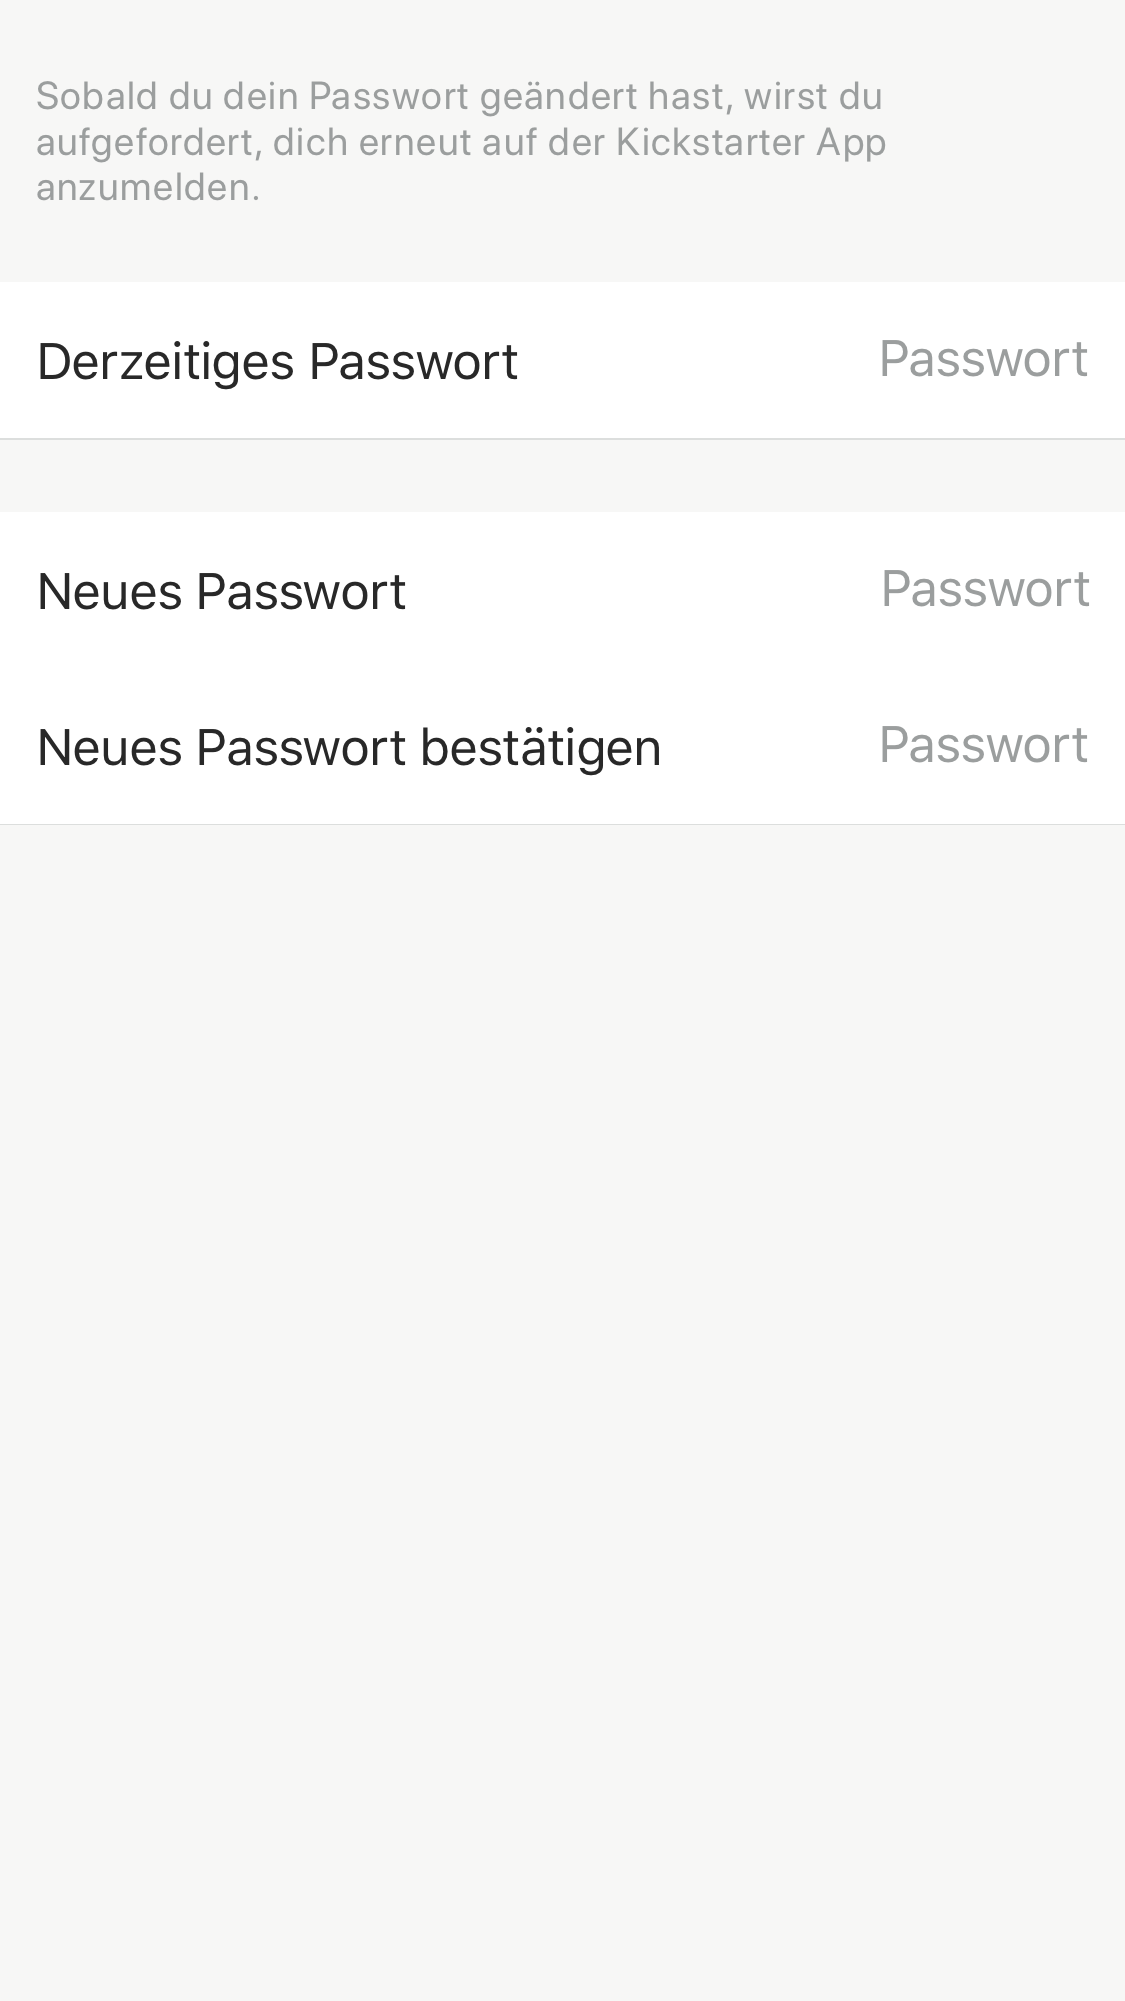 Sobald du dein Passwort geändert hast, wirst du
aufgefordert, dich erneut auf der Kickstarter App
anzumelden.
Derzeitiges Passwort Passwort
Neues Passwort Passwort
Neues Passwort bestätigen Passwort